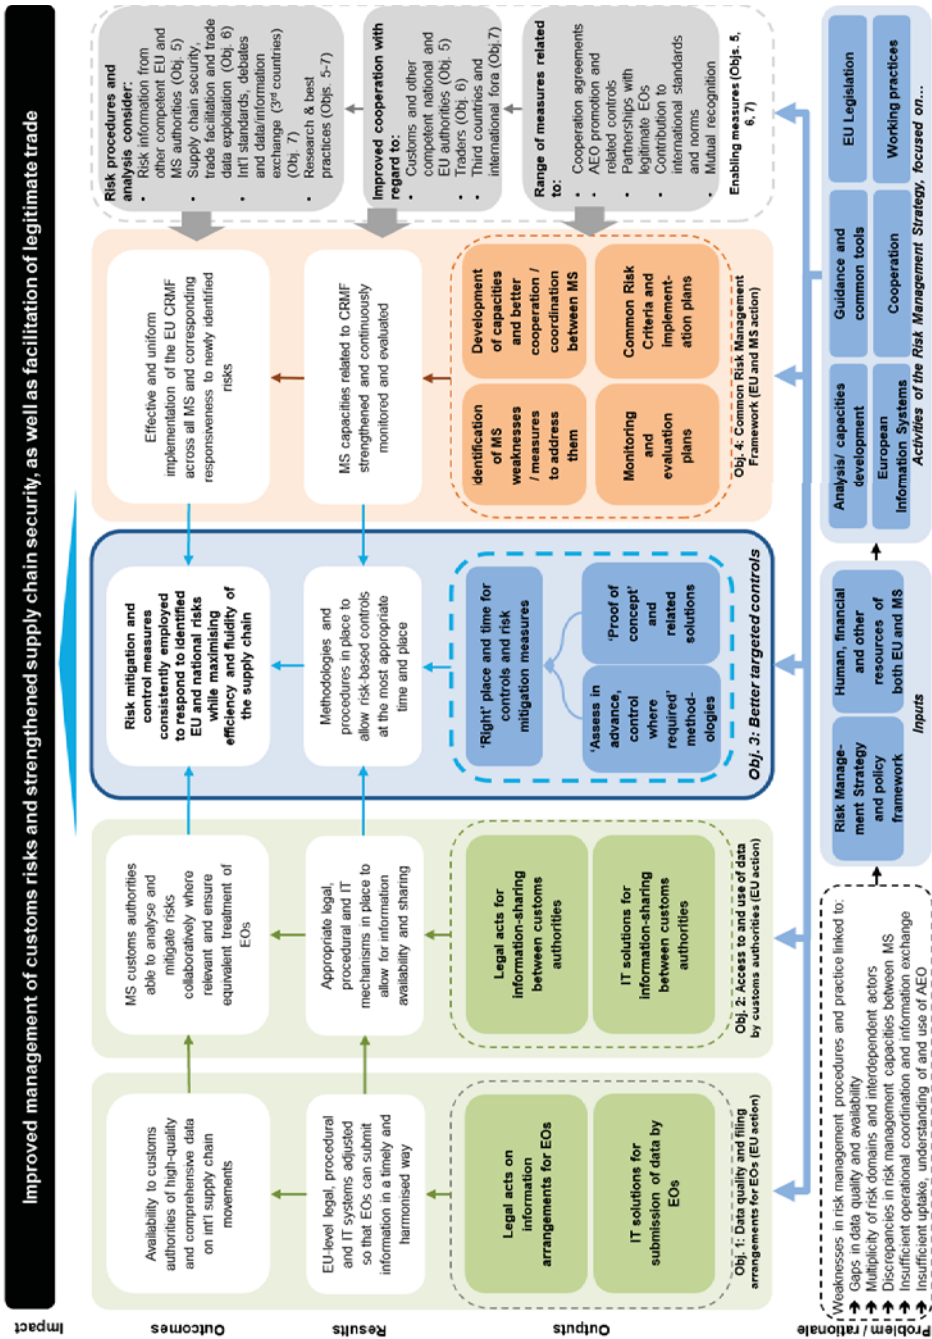 Impact
Improved management of customs risks and strengthened supply chain security, as well as facilitation of legitimate trade
Outcomes
Availability to customs
authorities of high-quality
and comprehensive data
on int'l supply chain
movements
MS customs authorities
able to analyse and
mitigate risks
collaboratively where
relevant and ensure
equivalent treatment of
EOs
Risk mitigation and
control measures
consistently employed
to respond to identified
EU and national risks
while maximising
efficiency and fluidity of
the supply chain
Effective and uniform
implementation of the EU CRMF
across all MS and corresponding
responsiveness to newly identified
risks
Risk procedures and
analysis consider:
• Risk information from
other competent EU and
MS authorities (Obj. 5)
• Supply chain security,
trade facilitation and trade
data exploitation (Obj. 6)
• Int'l standards, debates
and data/information
exchange (3rd countries)
(Obj. 7)
• Research & best
practices (Objs. 5-7)
Results
EU-level legal, procedural
and IT systems adjusted
so that EOs can submit
information in a timely and
harmonised way
Appropriate legal,
procedural and IT
mechanisms in place to
allow for information
availability and sharing
Methodologies and
procedures in place to
allow risk-based controls
at the most appropriate
time and place
MS capacities related to CRMF
strengthened and continuously
monitored and evaluated
Improved cooperation with
regard to:
• Customs and other
competent national and
EU authorities (Obj. 5)
• Traders (Obj. 6)
• Third countries and
international fora (Obj.7)
Outputs
Legal acts on
information
arrangements for EOs
IT solutions for
submission of data by
EOs
Obj. 1: Data quality and filing
arrangements for EOs (EU action)
Legal acts for
information-sharing
between customs
authorities
IT solutions for
information-sharing
between customs
authorities
Obj. 2: Access to and use of data
by customs authorities (EU action)
'Right' place and time for
controls and risk
mitigation measures
'Assess in
advance,
control
where
required'
method-
ologies
'Proof of
concept' and
related
solutions
Obj. 3: Better targeted controls
identification
of MS
weaknesses
/ measures
to address
them
Development
of capacities
and better
cooperation /
coordination
between MS
Monitoring
and
evaluation
plans
Common Risk
Criteria and
implement-
ation plans
Obj. 4: Common Risk Management
Framework (EU and MS action)
Range of measures related
to:
• Cooperation agreements
• AEO promotion and
related controls
• Partnerships with
legitimate EOs
• Contribution to
international standards
and norms
• Mutual recognition
Enabling measures (Objs. 5,
6, 7)
Problem / rationale
Weaknesses in risk management procedures and practice linked to:
➔ Gaps in data quality and availability
➔ Multiplicity of risk domains and interdependent actors
➔ Discrepancies in risk management capacities between MS
➔ Insufficient operational coordination and information exchange
➔ Insufficient uptake, understanding of and use of AEO
Risk Manage-
ment Strategy
and policy
framework
Human, financial
and other
resources of
both EU and MS
Inputs
Analysis/ capacities
development
Guidance and
common tools
EU Legislation
European
Information Systems
Cooperation
Working practices
Activities of the Risk Management Strategy, focused on...